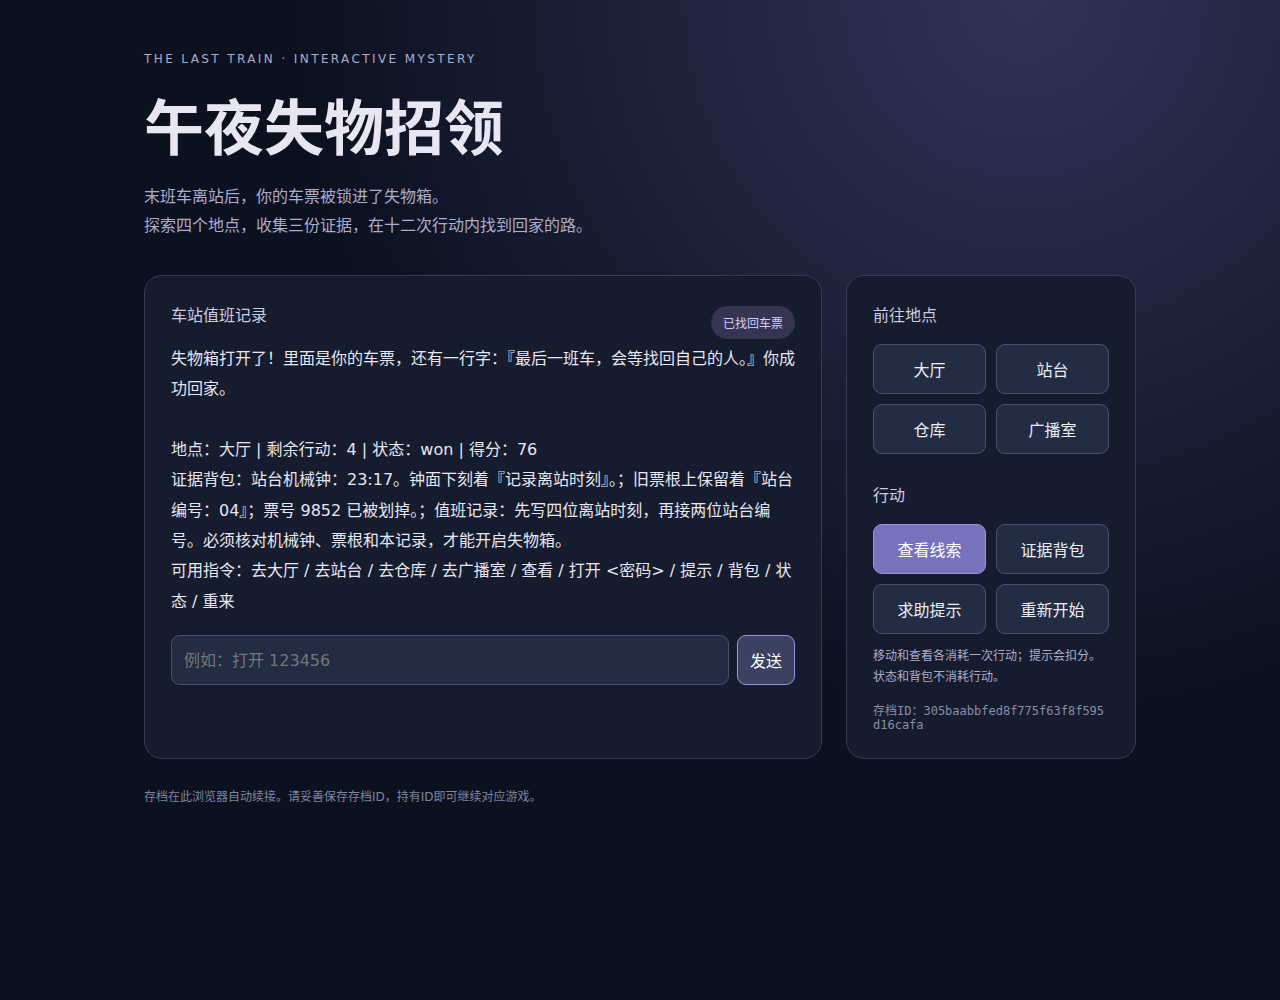 THE LAST TRAIN · INTERACTIVE MYSTERY
午夜失物招领
末班车离站后，你的车票被锁进了失物箱。
探索四个地点，收集三份证据，在十二次行动内找到回家的路。
车站值班记录
已找回车票
失物箱打开了！里面是你的车票，还有一行字：『最后一班车，会等找回自己的人。』你成
功回家。
地点：大厅 | 剩余行动：4 | 状态：won | 得分：76
证据背包：站台机械钟：23:17。钟面下刻着『记录离站时刻』。；旧票根上保留着『站台
编号：04』；票号 9852 已被划掉。；值班记录：先写四位离站时刻，再接两位站台编
号。必须核对机械钟、票根和本记录，才能开启失物箱。
可用指令：去大厅 / 去站台 / 去仓库 / 去广播室 / 查看 / 打开 <密码> / 提示 / 背包 / 状
态 / 重来
例如：打开 123456
发送
前往地点
大厅
站台
仓库
广播室
行动
查看线索
证据背包
求助提示
重新开始
移动和查看各消耗一次行动；提示会扣分。
状态和背包不消耗行动。
存档ID：305baabbfed8f775f63f8f595
d16cafa
存档在此浏览器自动续接。请妥善保存存档ID，持有ID即可继续对应游戏。